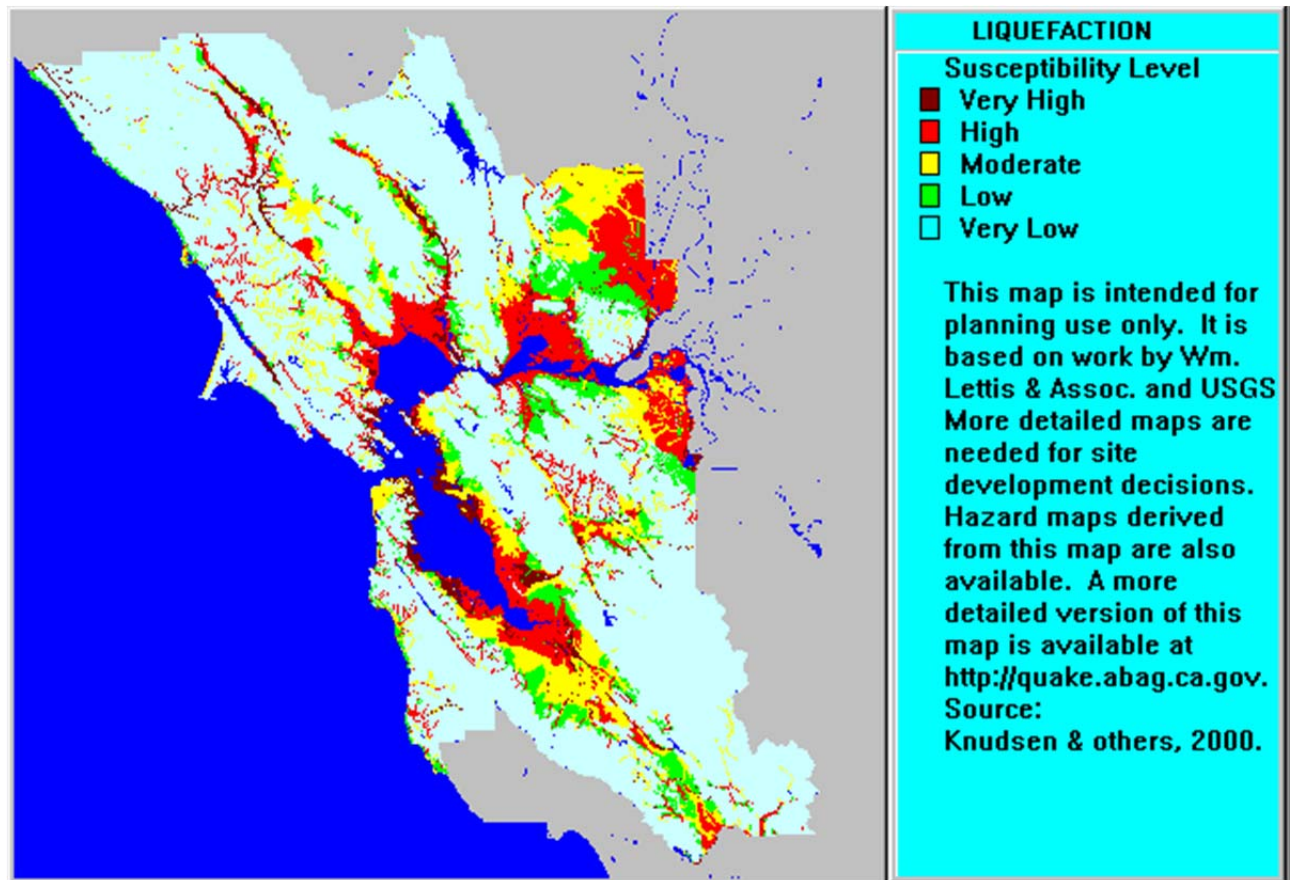 LIQUEFACTION
Susceptibility Level
Very High
High
Moderate
Low
Very Low
This map is intended for
planning use only. It is
based on work by Wm.
Lettis & Assoc. and USGS
More detailed maps are
needed for site
development decisions.
Hazard maps derived
from this map are also
available. A more
detailed version of this
map is available at
http://quake.abag.ca.gov.
Source:
Knudsen & others, 2000.